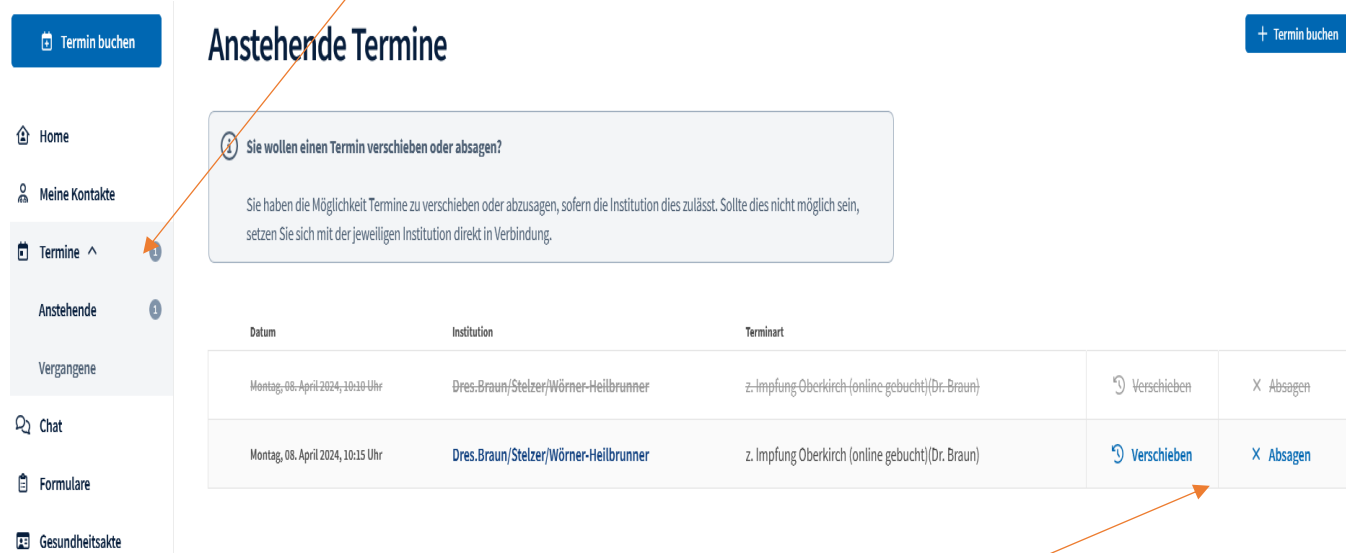 Termin buchen
Anstehende Termine
+ Termin buchen
Home
Meine Kontakte
Termine 1
Anstehende 1
Vergangene
Chat
Formulare
Gesundheitsakte
Sie wollen einen Termin verschieben oder absagen?
Sie haben die Möglichkeit Termine zu verschieben oder abzusagen, sofern die Institution dies zulässt. Sollte dies nicht möglich sein,
setzen Sie sich mit der jeweiligen Institution direkt in Verbindung.
Datum Institution Terminart
Montag, 08. April 2024, 10:10 Uhr Dres.Braun/Stelzer/Wörner-Heilbrunner z. Impfung Oberkirch (online gebucht)(Dr. Braun) Verschieben Absagen
Montag, 08. April 2024, 10:15 Uhr Dres.Braun/Stelzer/Wörner-Heilbrunner z. Impfung Oberkirch (online gebucht)(Dr. Braun) Verschieben Absagen